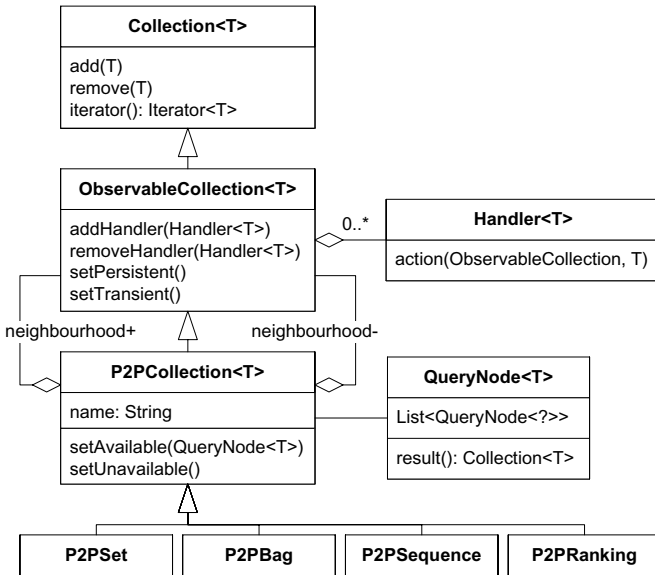 Collection<T>
add(T)
remove(T)
iterator(): Iterator<T>
ObservableCollection<T>
addHandler(Handler<T>)
removeHandler(Handler<T>)
setPersistent()
setTransient()
0..*
Handler<T>
action(ObservableCollection, T)
neighbourhood+
neighbourhood-
P2PCollection<T>
name: String
setAvailable(QueryNode<T>)
setUnavailable()
QueryNode<T>
List<QueryNode<?>>
result(): Collection<T>
P2PSet
P2PBag
P2PSequence
P2PRanking